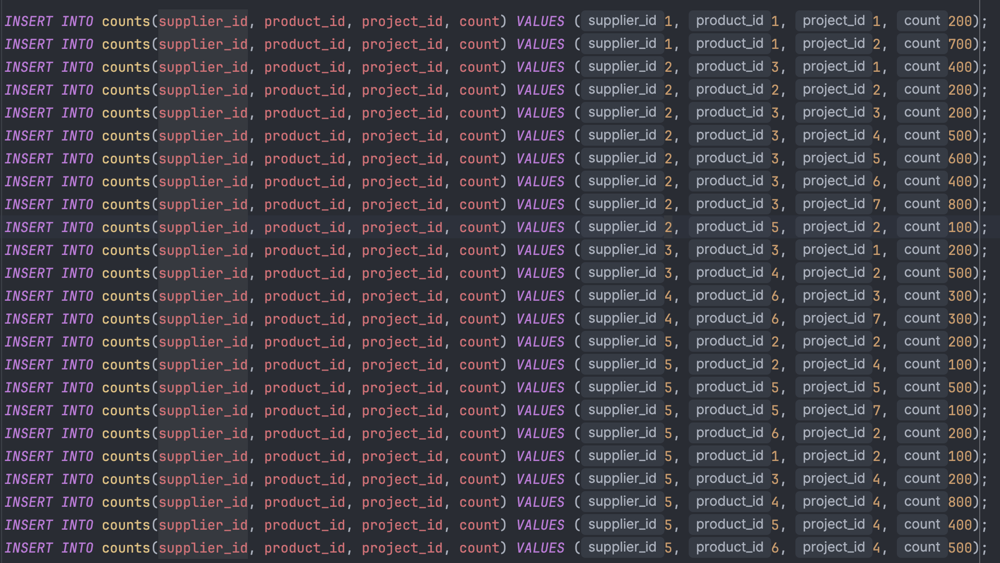 INSERT INTO counts(supplier_id, product_id, project_id, count) VALUES ( supplier_id 1, product_id 1, project_id 1, count 200);
INSERT INTO counts(supplier_id, product_id, project_id, count) VALUES ( supplier_id 1, product_id 1, project_id 2, count 700);
INSERT INTO counts(supplier_id, product_id, project_id, count) VALUES ( supplier_id 2, product_id 3, project_id 1, count 400);
INSERT INTO counts(supplier_id, product_id, project_id, count) VALUES ( supplier_id 2, product_id 2, project_id 2, count 200);
INSERT INTO counts(supplier_id, product_id, project_id, count) VALUES ( supplier_id 2, product_id 3, project_id 3, count 200);
INSERT INTO counts(supplier_id, product_id, project_id, count) VALUES ( supplier_id 2, product_id 3, project_id 4, count 500);
INSERT INTO counts(supplier_id, product_id, project_id, count) VALUES ( supplier_id 2, product_id 3, project_id 5, count 600);
INSERT INTO counts(supplier_id, product_id, project_id, count) VALUES ( supplier_id 2, product_id 3, project_id 6, count 400);
INSERT INTO counts(supplier_id, product_id, project_id, count) VALUES ( supplier_id 2, product_id 3, project_id 7, count 800);
INSERT INTO counts(supplier_id, product_id, project_id, count) VALUES ( supplier_id 2, product_id 5, project_id 2, count 100);
INSERT INTO counts(supplier_id, product_id, project_id, count) VALUES ( supplier_id 3, product_id 3, project_id 1, count 200);
INSERT INTO counts(supplier_id, product_id, project_id, count) VALUES ( supplier_id 3, product_id 4, project_id 2, count 500);
INSERT INTO counts(supplier_id, product_id, project_id, count) VALUES ( supplier_id 4, product_id 6, project_id 3, count 300);
INSERT INTO counts(supplier_id, product_id, project_id, count) VALUES ( supplier_id 4, product_id 6, project_id 7, count 300);
INSERT INTO counts(supplier_id, product_id, project_id, count) VALUES ( supplier_id 5, product_id 2, project_id 2, count 200);
INSERT INTO counts(supplier_id, product_id, project_id, count) VALUES ( supplier_id 5, product_id 2, project_id 4, count 100);
INSERT INTO counts(supplier_id, product_id, project_id, count) VALUES ( supplier_id 5, product_id 5, project_id 5, count 500);
INSERT INTO counts(supplier_id, product_id, project_id, count) VALUES ( supplier_id 5, product_id 5, project_id 7, count 100);
INSERT INTO counts(supplier_id, product_id, project_id, count) VALUES ( supplier_id 5, product_id 6, project_id 2, count 200);
INSERT INTO counts(supplier_id, product_id, project_id, count) VALUES ( supplier_id 5, product_id 1, project_id 2, count 100);
INSERT INTO counts(supplier_id, product_id, project_id, count) VALUES ( supplier_id 5, product_id 3, project_id 4, count 200);
INSERT INTO counts(supplier_id, product_id, project_id, count) VALUES ( supplier_id 5, product_id 4, project_id 4, count 800);
INSERT INTO counts(supplier_id, product_id, project_id, count) VALUES ( supplier_id 5, product_id 5, project_id 4, count 400);
INSERT INTO counts(supplier_id, product_id, project_id, count) VALUES ( supplier_id 5, product_id 6, project_id 4, count 500);